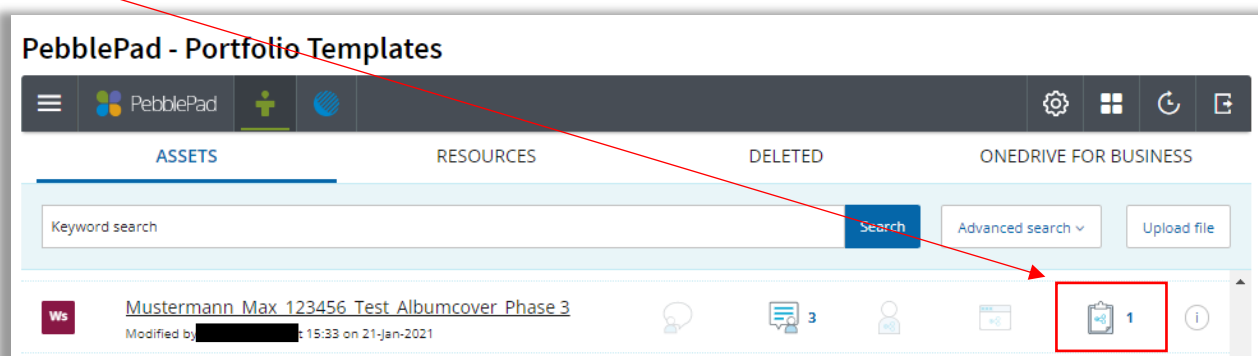 PebblePad - Portfolio Templates
PebblePad
ASSETS RESOURCES DELETED ONEDRIVE FOR BUSINESS
Keyword search Search Advanced search Upload file
Ws Mustermann_Max_123456_Test_Albumcover_Phase 3 3 1 i
Modified by t 15:33 on 21-Jan-2021